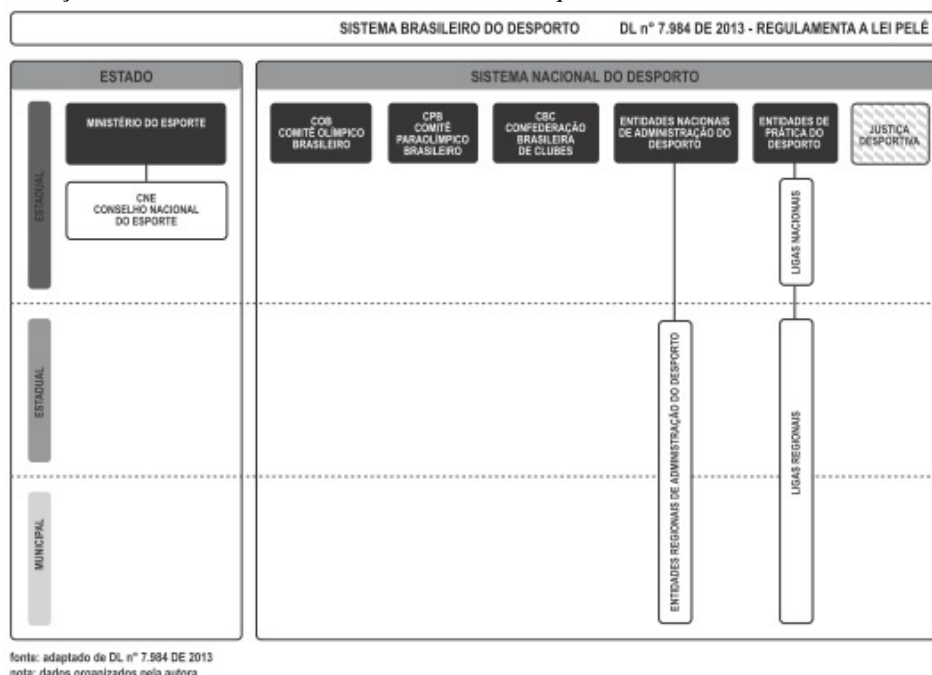 SISTEMA BRASILEIRO DO DESPORTO DL nº 7.984 DE 2013 - REGULAMENTA A LEI PELÉ
ESTADO
SISTEMA NACIONAL DO DESPORTO
ESTADUAL
MINISTÉRIO DO ESPORTE
CNE
CONSELHO NACIONAL
DO ESPORTE
COB
COMITÊ OLÍMPICO
BRASILEIRO
CPB
COMITÊ
PARAOLÍMPICO
BRASILEIRO
CBC
CONFEDERAÇÃO
BRASILEIRA
DE CLUBES
ENTIDADES NACIONAIS
DE ADMINISTRAÇÃO DO
DESPORTO
ENTIDADES DE
PRÁTICA DO
DESPORTO
JUSTIÇA
DESPORTIVA
LIGAS NACIONAIS
ESTADUAL
ENTIDADES REGIONAIS DE ADMINISTRAÇÃO DO DESPORTO
LIGAS REGIONAIS
MUNICIPAL
fonte: adaptado de DL nº 7.984 DE 2013
nota: dados organizados pela autora